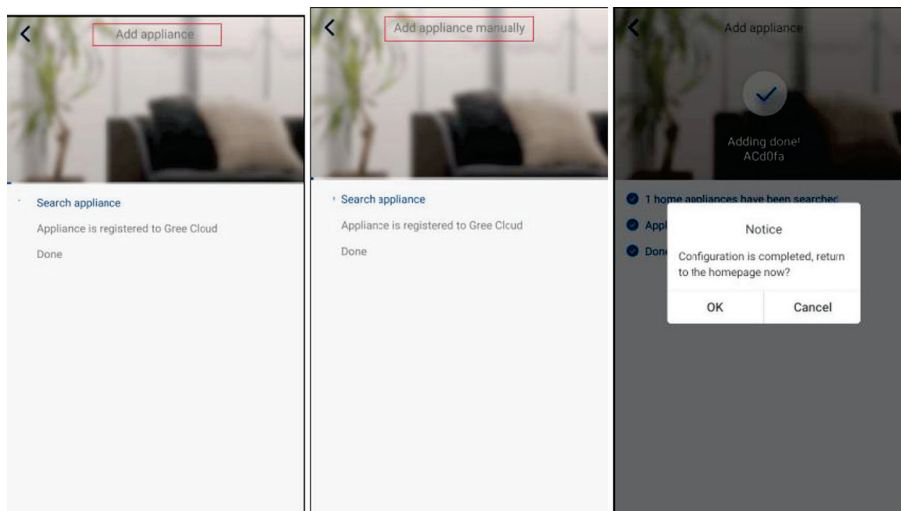 Add appliance
Search appliance
Appliance is registered to Gree Cloud
Done
Add appliance manually
Search appliance
Appliance is registered to Gree Cloud
Done
Add appliance
Adding done!
ACd0fa
1 home appliances have been searched
Appl
Done
Notice
Configuration is completed, return
to the homepage now?
OK
Cancel